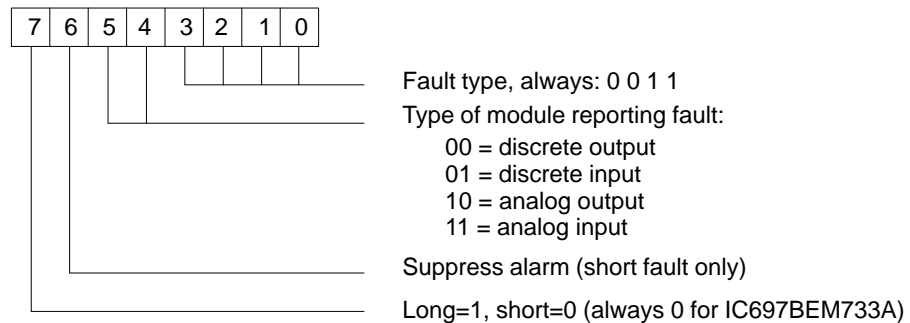 7 6 5 4 3 2 1 0
Fault type, always: 0 0 1 1
Type of module reporting fault:
00 = discrete output
01 = discrete input
10 = analog output
11 = analog input
Suppress alarm (short fault only)
Long=1, short=0 (always 0 for IC697BEM733A)